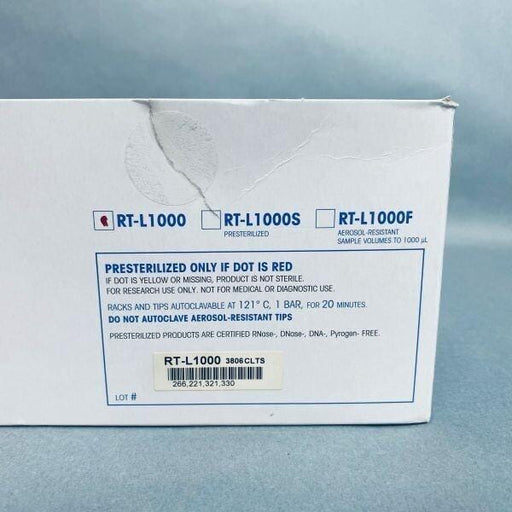 RT-L1000
RT-L1000S
PRESTERILIZED
RT-L1000F
AEROSOL-RESISTANT
SAMPLE VOLUMES TO 1000 µL
PRESTERILIZED ONLY IF DOT IS RED
IF DOT IS YELLOW OR MISSING, PRODUCT IS NOT STERILE.
FOR RESEARCH USE ONLY. NOT FOR MEDICAL OR DIAGNOSTIC USE.
RACKS AND TIPS AUTOCLAVABLE AT 121° C, 1 BAR, FOR 20 MINUTES.
DO NOT AUTOCLAVE AEROSOL-RESISTANT TIPS
PRESTERILIZED PRODUCTS ARE CERTIFIED RNase-, DNase-, DNA-, Pyrogen- FREE.
RT-L1000 3806CLTS
266,221,321,330
LOT #